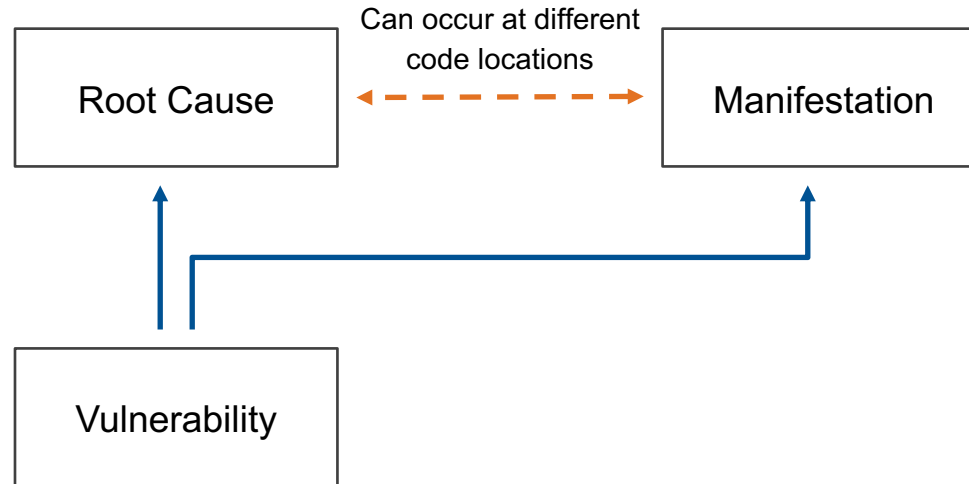 Can occur at different
code locations
Root Cause
Manifestation
Vulnerability